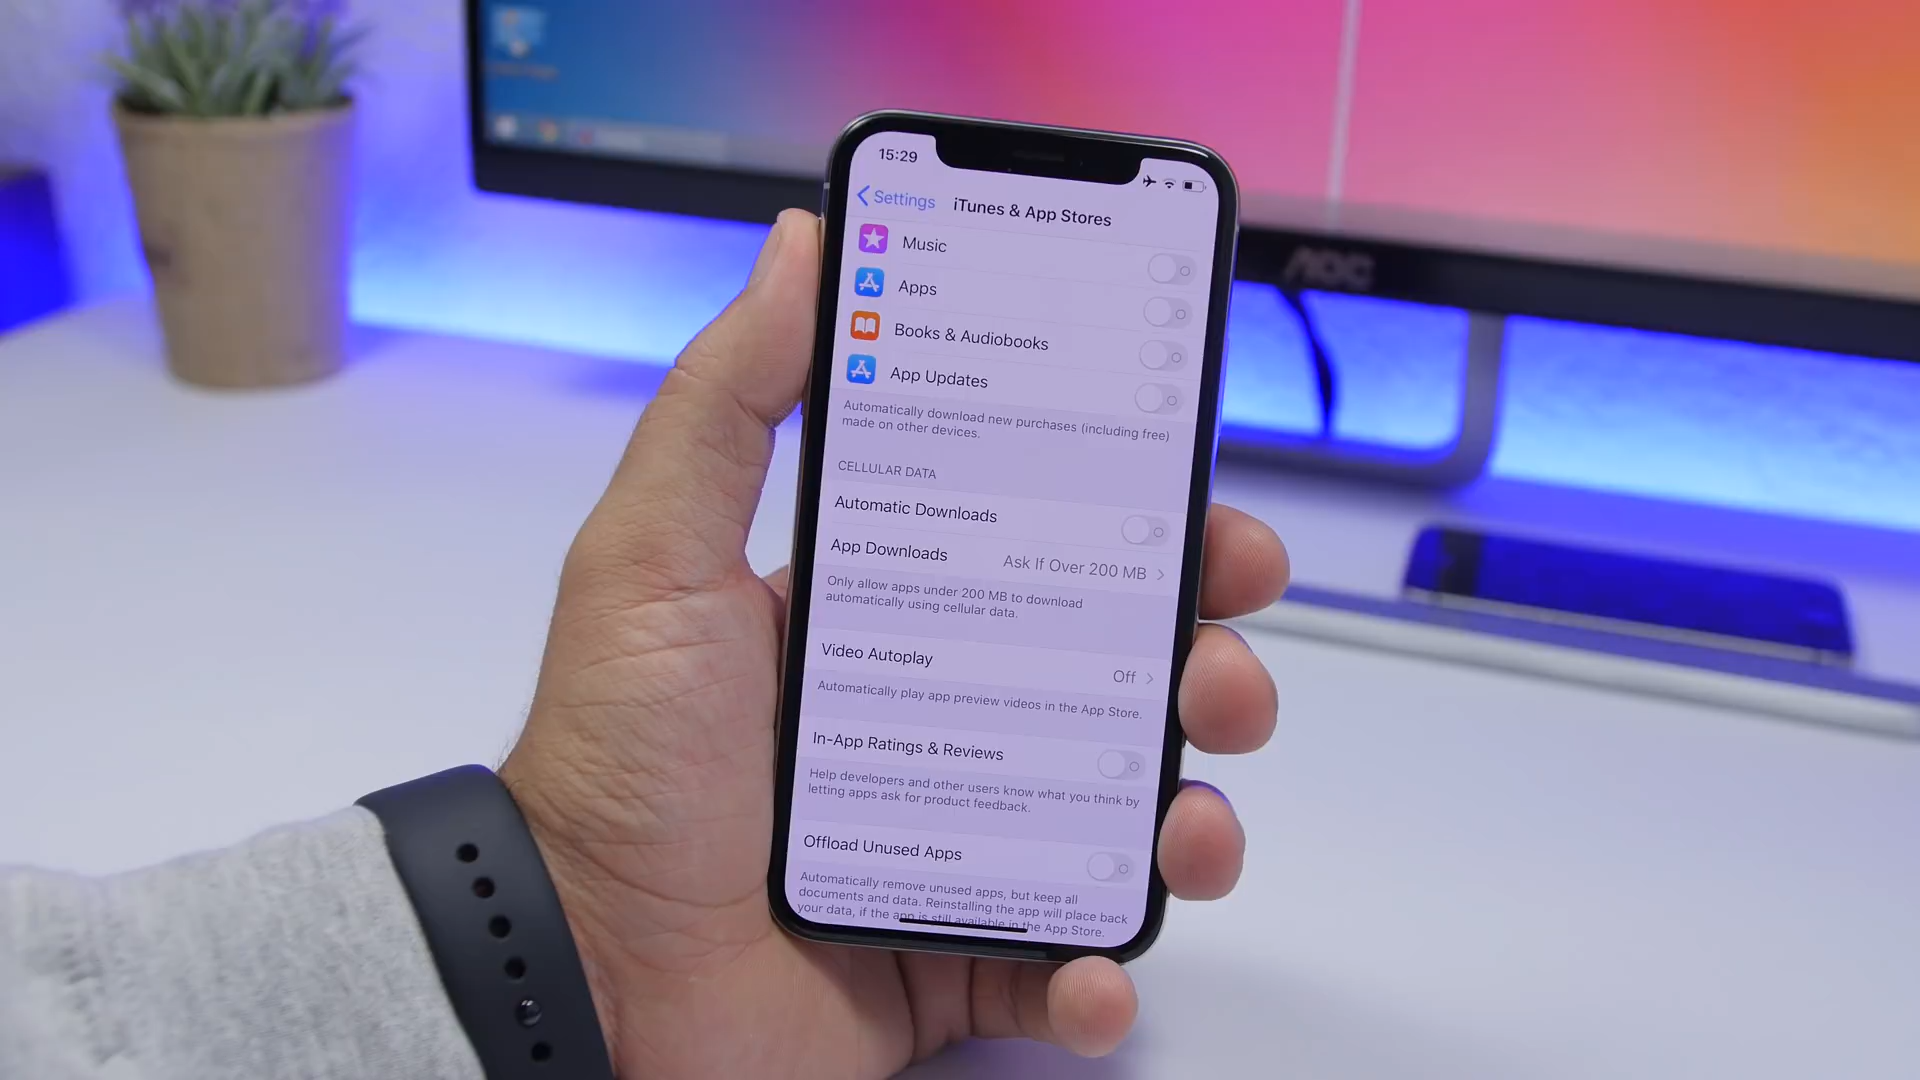 15:29
Settings
iTunes & App Stores
Music
Apps
Books & Audiobooks
App Updates
Automatically download new purchases (including free)
made on other devices.
CELLULAR DATA
Automatic Downloads
App Downloads
Ask If Over 200 MB
Only allow apps under 200 MB to download
automatically using cellular data.
Video Autoplay
Off
Automatically play app preview videos in the App Store.
In-App Ratings & Reviews
Help developers and other users know what you think by
letting apps ask for product feedback.
Offload Unused Apps
Automatically remove unused apps, but keep all
documents and data. Reinstalling the app will place back
your data, if the app is still available in the App Store.
AOC